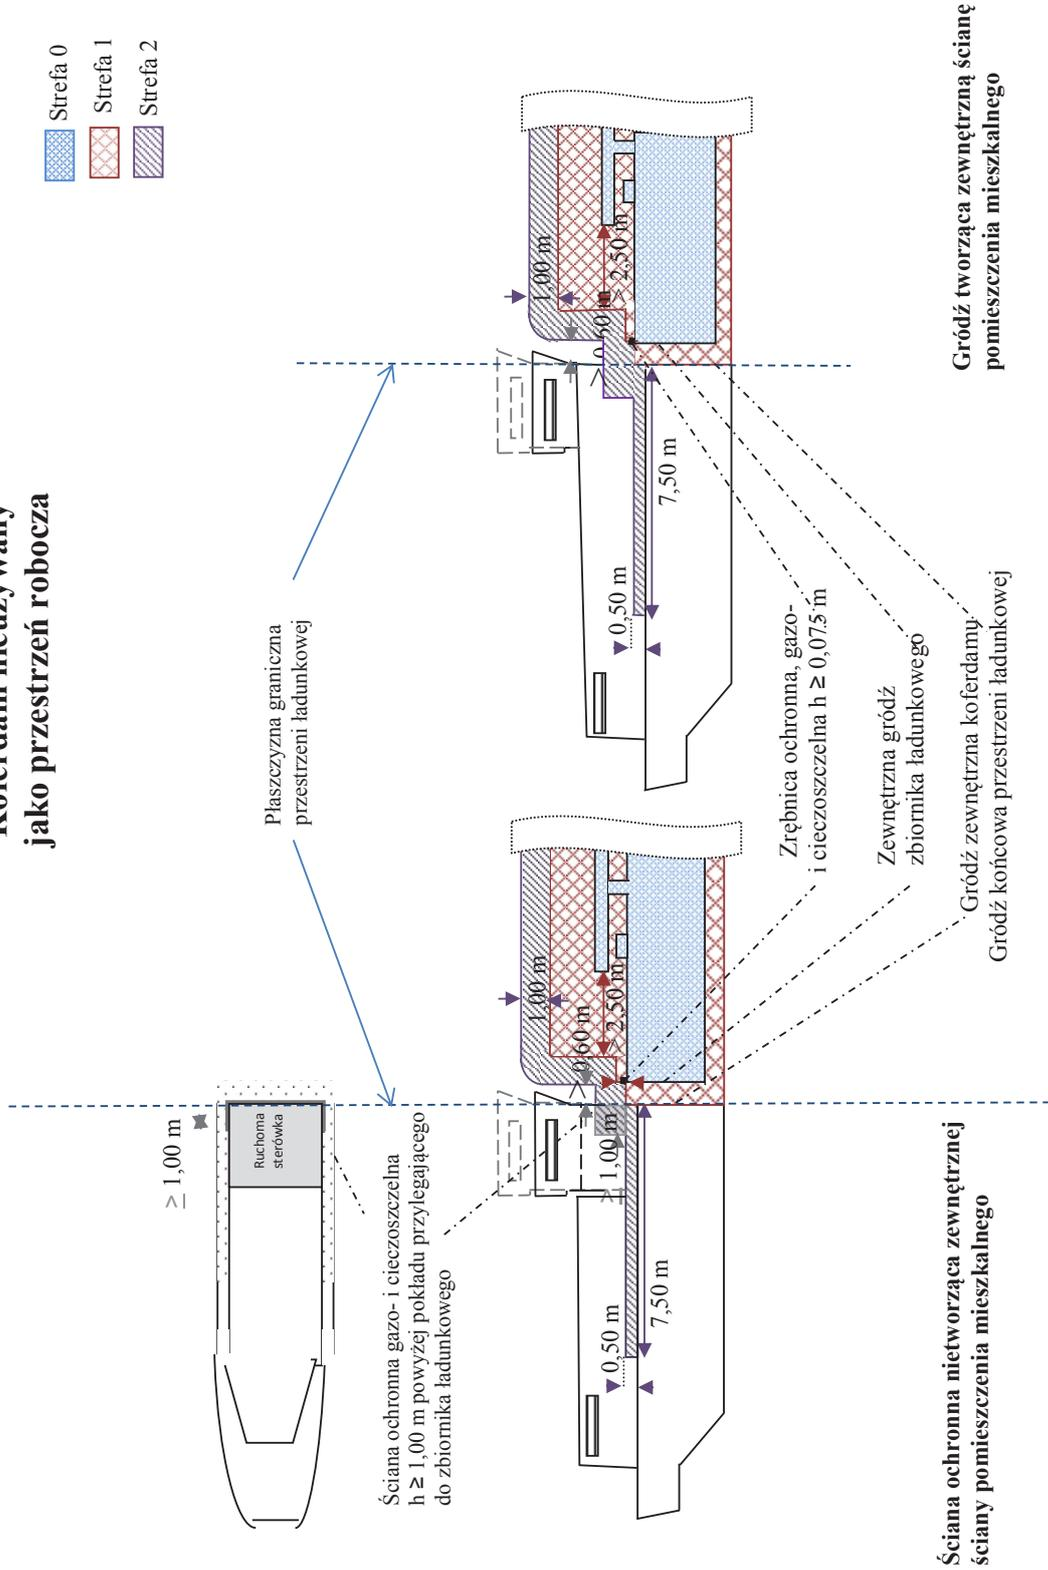 jako przestrzeń robocza
Strefa 0
Strefa 1
Strefa 2
Płaszczyzna graniczna
przestrzeni ładunkowej
≥ 1,00 m
Ruchoma
sterówka
Ściana ochronna gazo- i cieczoszczelna
h ≥ 1,00 m powyżej pokładu przylegającego
do zbiornika ładunkowego
1,00 m
> 0,60 m
> 2,50 m
> 1,00 m
0,50 m
7,50 m
1,00 m
> 0,60 m
> 2,50 m
0,50 m
7,50 m
Zrębnica ochronna, gazo-
i cieczoszczelna h ≥ 0,075 m
Zewnętrzna gródź
zbiornika ładunkowego
Gródź zewnętrzna koferdamu
Gródź końcowa przestrzeni ładunkowej
Ściana ochronna nietworząca zewnętrznej
ściany pomieszczenia mieszkalnego
Gródź tworząca zewnętrzną ścianę
pomieszczenia mieszkalnego